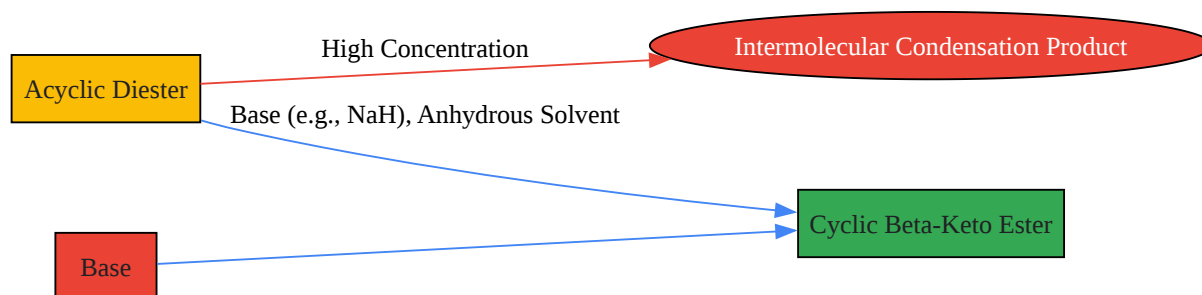 High Concentration
Intermolecular Condensation Product
Acyclic Diester
Base (e.g., NaH), Anhydrous Solvent
Cyclic Beta-Keto Ester
Base